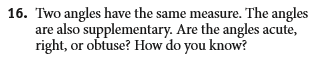 16. Two angles have the same measure. The angles
are also supplementary. Are the angles acute,
right, or obtuse? How do you know?